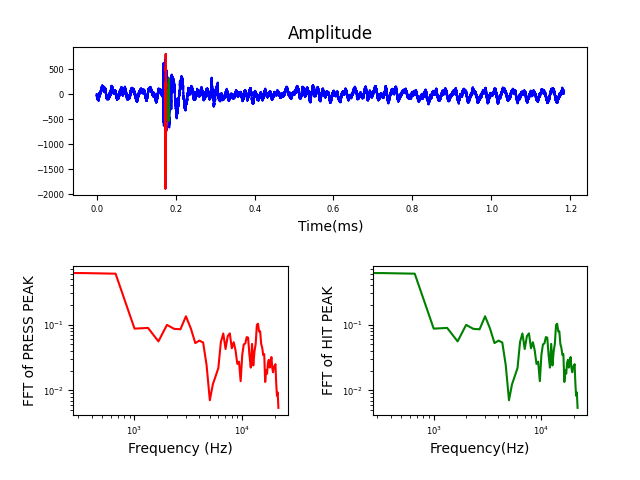 Amplitude
500
0
−500
−1000
−1500
−2000
0.0 0.2 0.4 0.6 0.8 1.0 1.2
Time(ms)
FFT of PRESS PEAK
10⁻¹
10⁻²
10³ 10⁴
Frequency (Hz)
FFT of HIT PEAK
10⁻¹
10⁻²
10³ 10⁴
Frequency(Hz)